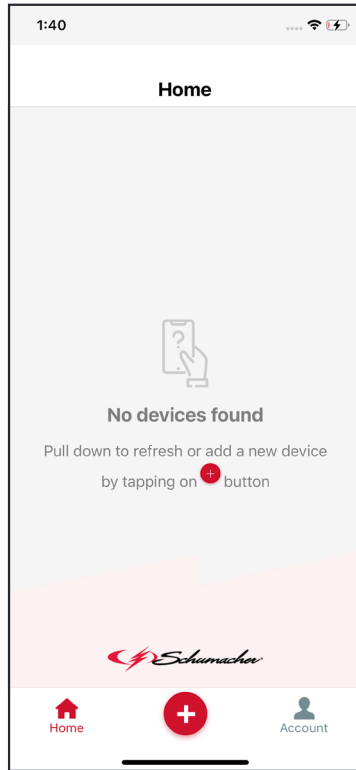 1:40
Home
?
No devices found
Pull down to refresh or add a new device
by tapping on + button
Schumacher
+
Home
Account